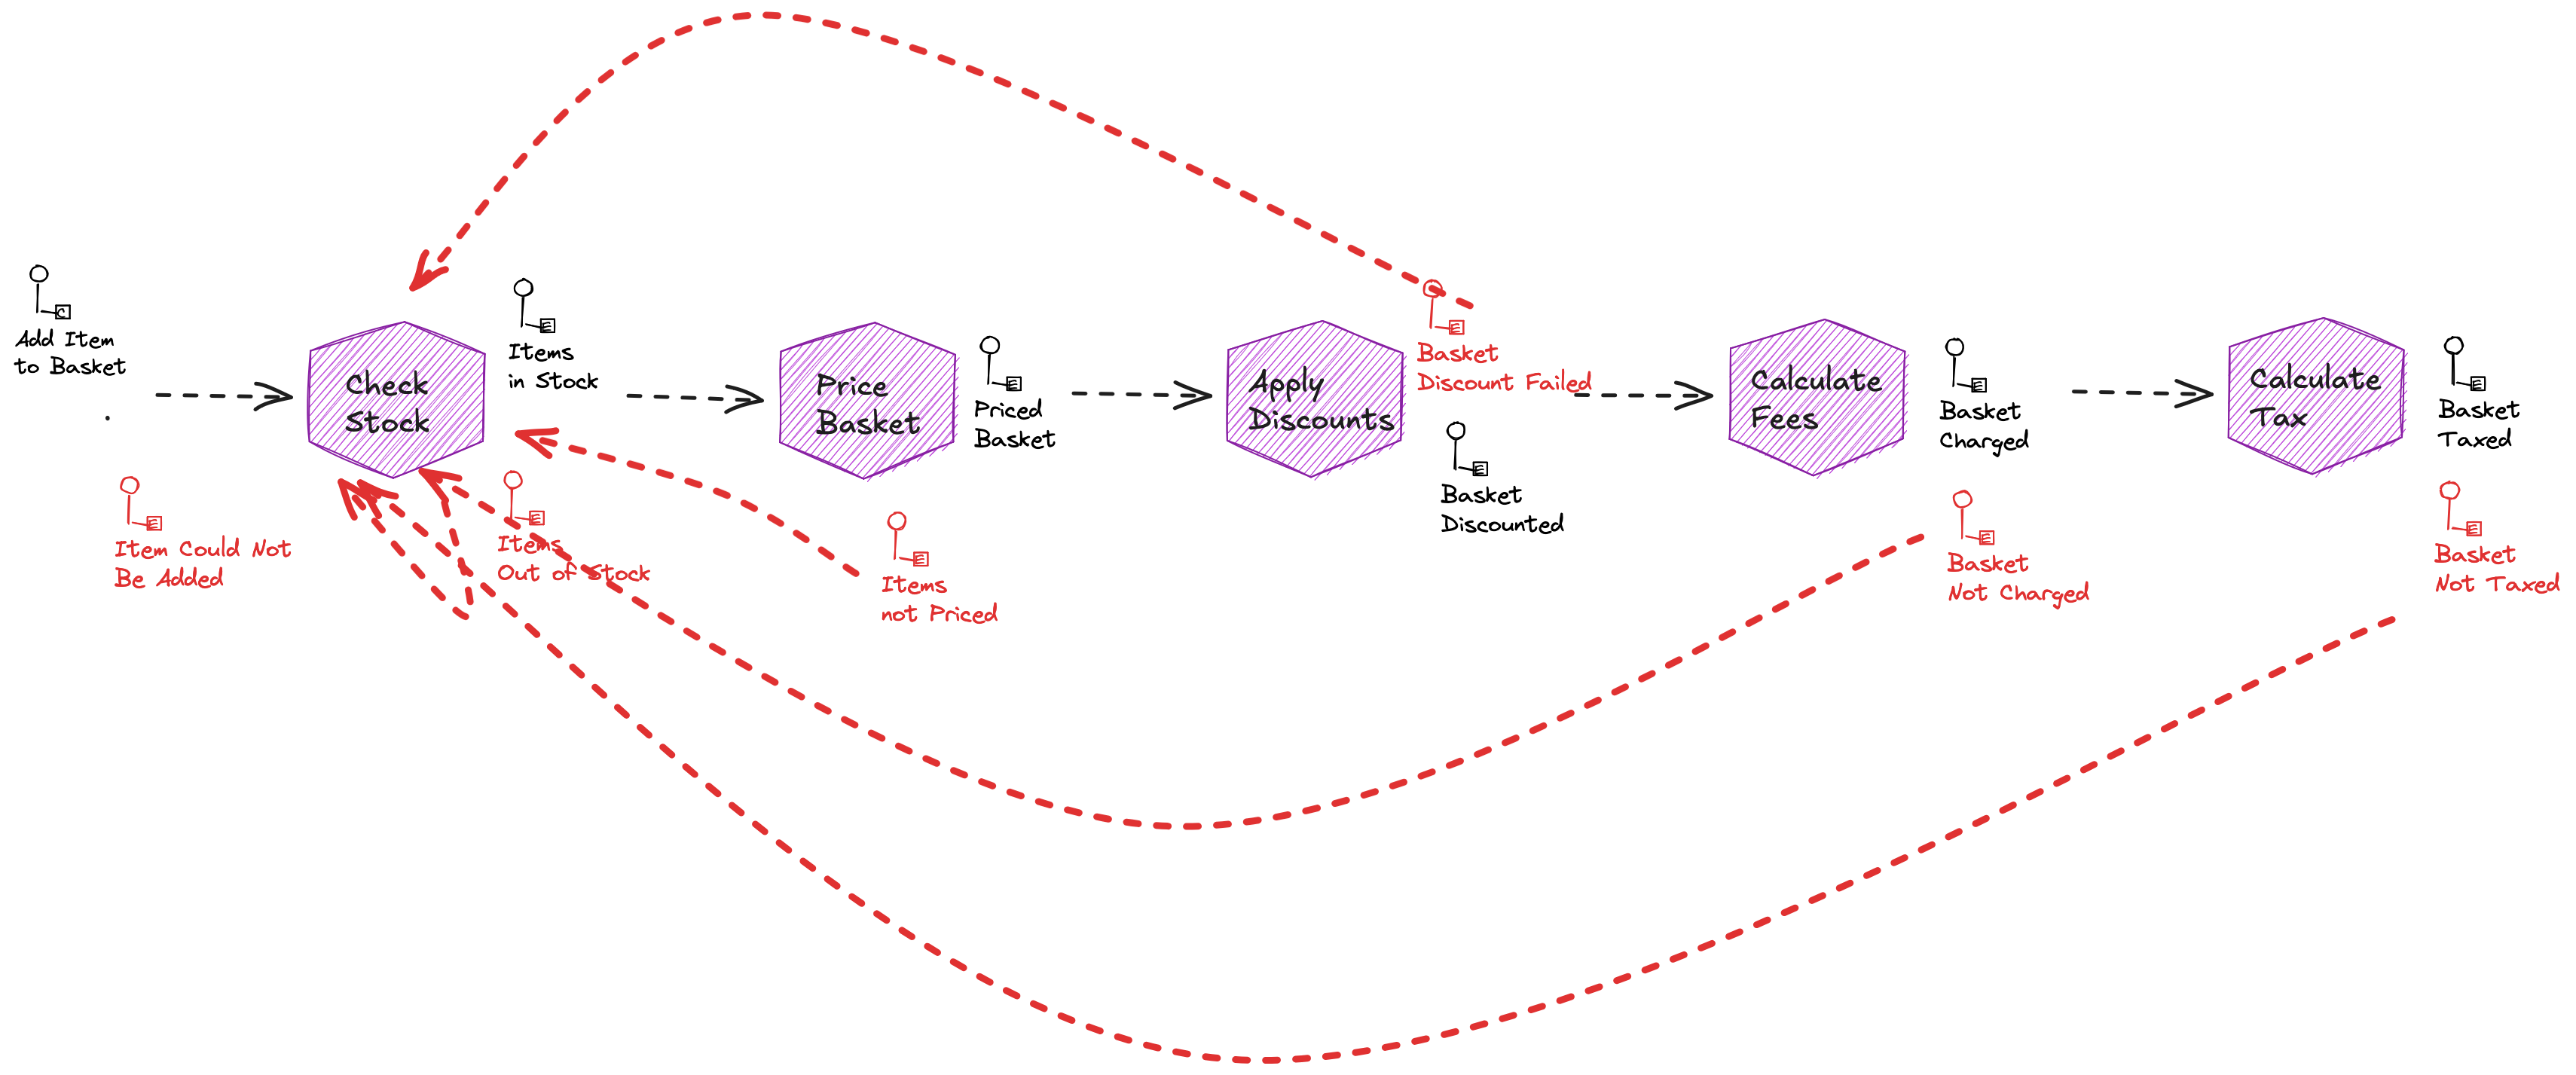 C
Add Item
to Basket
E
Item Could Not
Be Added
Check
Stock
E
Items
in Stock
E
Items
Out of Stock
Price
Basket
E
Priced
Basket
E
Items
not Priced
Apply
Discounts
E
Basket
Discount Failed
E
Basket
Discounted
Calculate
Fees
E
Basket
Charged
E
Basket
Not Charged
Calculate
Tax
E
Basket
Taxed
E
Basket
Not Taxed